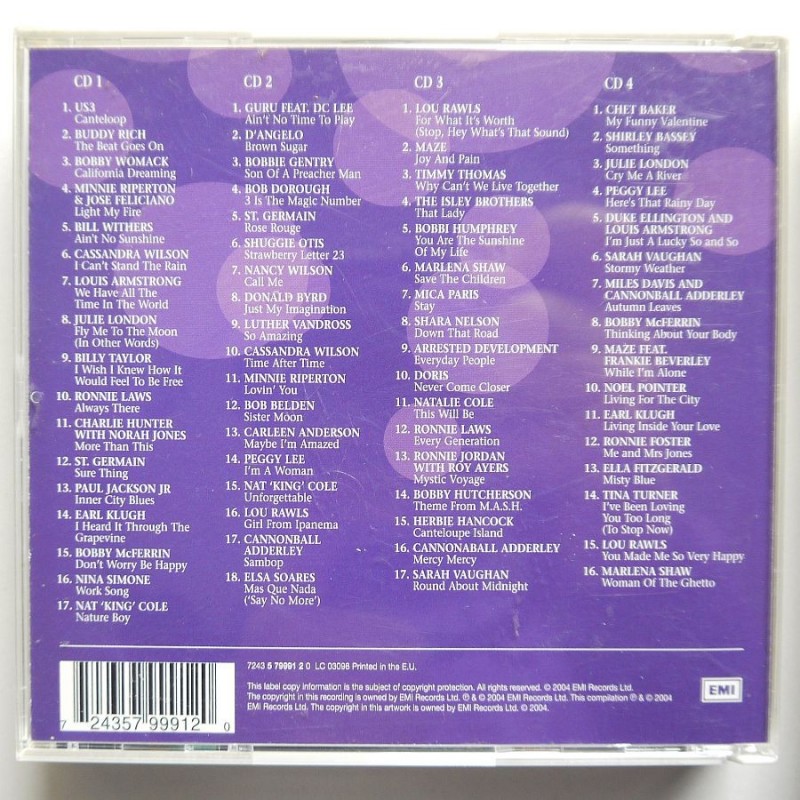 CD 1
1. US3
Canteloop
2. BUDDY RICH
The Beat Goes On
3. BOBBY WOMACK
California Dreaming
4. MINNIE RIPERTON
& JOSE FELICIANO
Light My Fire
5. BILL WITHERS
Ain't No Sunshine
6. CASSANDRA WILSON
I Can't Stand The Rain
7. LOUIS ARMSTRONG
We Have All The
Time In The World
8. JULIE LONDON
Fly Me To The Moon
(In Other Words)
9. BILLY TAYLOR
I Wish I Knew How It
Would Feel To Be Free
10. RONNIE LAWS
Always There
11. CHARLIE HUNTER
WITH NORAH JONES
More Than This
12. ST. GERMAIN
Sure Thing
13. PAUL JACKSON JR
Inner City Blues
14. EARL KLUGH
I Heard It Through The
Grapevine
15. BOBBY McFERRIN
Don't Worry Be Happy
16. NINA SIMONE
Work Song
17. NAT 'KING' COLE
Nature Boy
CD 2
1. GURU FEAT. DC LEE
Ain't No Time To Play
2. D'ANGELO
Brown Sugar
3. BOBBIE GENTRY
Son Of A Preacher Man
4. BOB DOROUGH
3 Is The Magic Number
5. ST. GERMAIN
Rose Rouge
6. SHUGGIE OTIS
Strawberry Letter 23
7. NANCY WILSON
Call Me
8. DONALD BYRD
Just My Imagination
9. LUTHER VANDROSS
So Amazing
10. CASSANDRA WILSON
Time After Time
11. MINNIE RIPERTON
Lovin' You
12. BOB BELDEN
Sister Moon
13. CARLEEN ANDERSON
Maybe I'm Amazed
14. PEGGY LEE
I'm A Woman
15. NAT 'KING' COLE
Unforgettable
16. LOU RAWLS
Girl From Ipanema
17. CANNONBALL
ADDERLEY
Sambop
18. ELSA SOARES
Mas Que Nada
('Say No More')
CD 3
1. LOU RAWLS
For What It's Worth
(Stop, Hey What's That Sound)
2. MAZE
Joy And Pain
3. TIMMY THOMAS
Why Can't We Live Together
4. THE ISLEY BROTHERS
That Lady
5. BOBBI HUMPHREY
You Are The Sunshine
Of My Life
6. MARLENA SHAW
Save The Children
7. MICA PARIS
Stay
8. SHARA NELSON
Down That Road
9. ARRESTED DEVELOPMENT
Everyday People
10. DORIS
Never Come Closer
11. NATALIE COLE
This Will Be
12. RONNIE LAWS
Every Generation
13. RONNIE JORDAN
WITH ROY AYERS
Mystic Voyage
14. BOBBY HUTCHERSON
Theme From M.A.S.H.
15. HERBIE HANCOCK
Canteloupe Island
16. CANNONABALL ADDERLEY
Mercy Mercy
17. SARAH VAUGHAN
Round About Midnight
CD 4
1. CHET BAKER
My Funny Valentine
2. SHIRLEY BASSEY
Something
3. JULIE LONDON
Cry Me A River
4. PEGGY LEE
Here's That Rainy Day
5. DUKE ELLINGTON AND
LOUIS ARMSTRONG
I'm Just A Lucky So and So
6. SARAH VAUGHAN
Stormy Weather
7. MILES DAVIS AND
CANNONBALL ADDERLEY
Autumn Leaves
8. BOBBY McFERRIN
Thinking About Your Body
9. MAZE FEAT.
FRANKIE BEVERLEY
While I'm Alone
10. NOEL POINTER
Living For The City
11. EARL KLUGH
Living Inside Your Love
12. RONNIE FOSTER
Me and Mrs Jones
13. ELLA FITZGERALD
Misty Blue
14. TINA TURNER
I've Been Loving
You Too Long
(To Stop Now)
15. LOU RAWLS
You Made Me So Very Happy
16. MARLENA SHAW
Woman Of The Ghetto
7243 5 79991 2 0 LC 03098 Printed in the E.U.
This label copy information is the subject of copyright protection. All rights reserved. © 2004 EMI Records Ltd.
The copyright in this recording is owned by EMI Records Ltd. This compilation ℗ & © 2004
EMI Records Ltd. The copyright in this artwork is owned by EMI Records Ltd. © 2004.
EMI
7 24357 99912 0